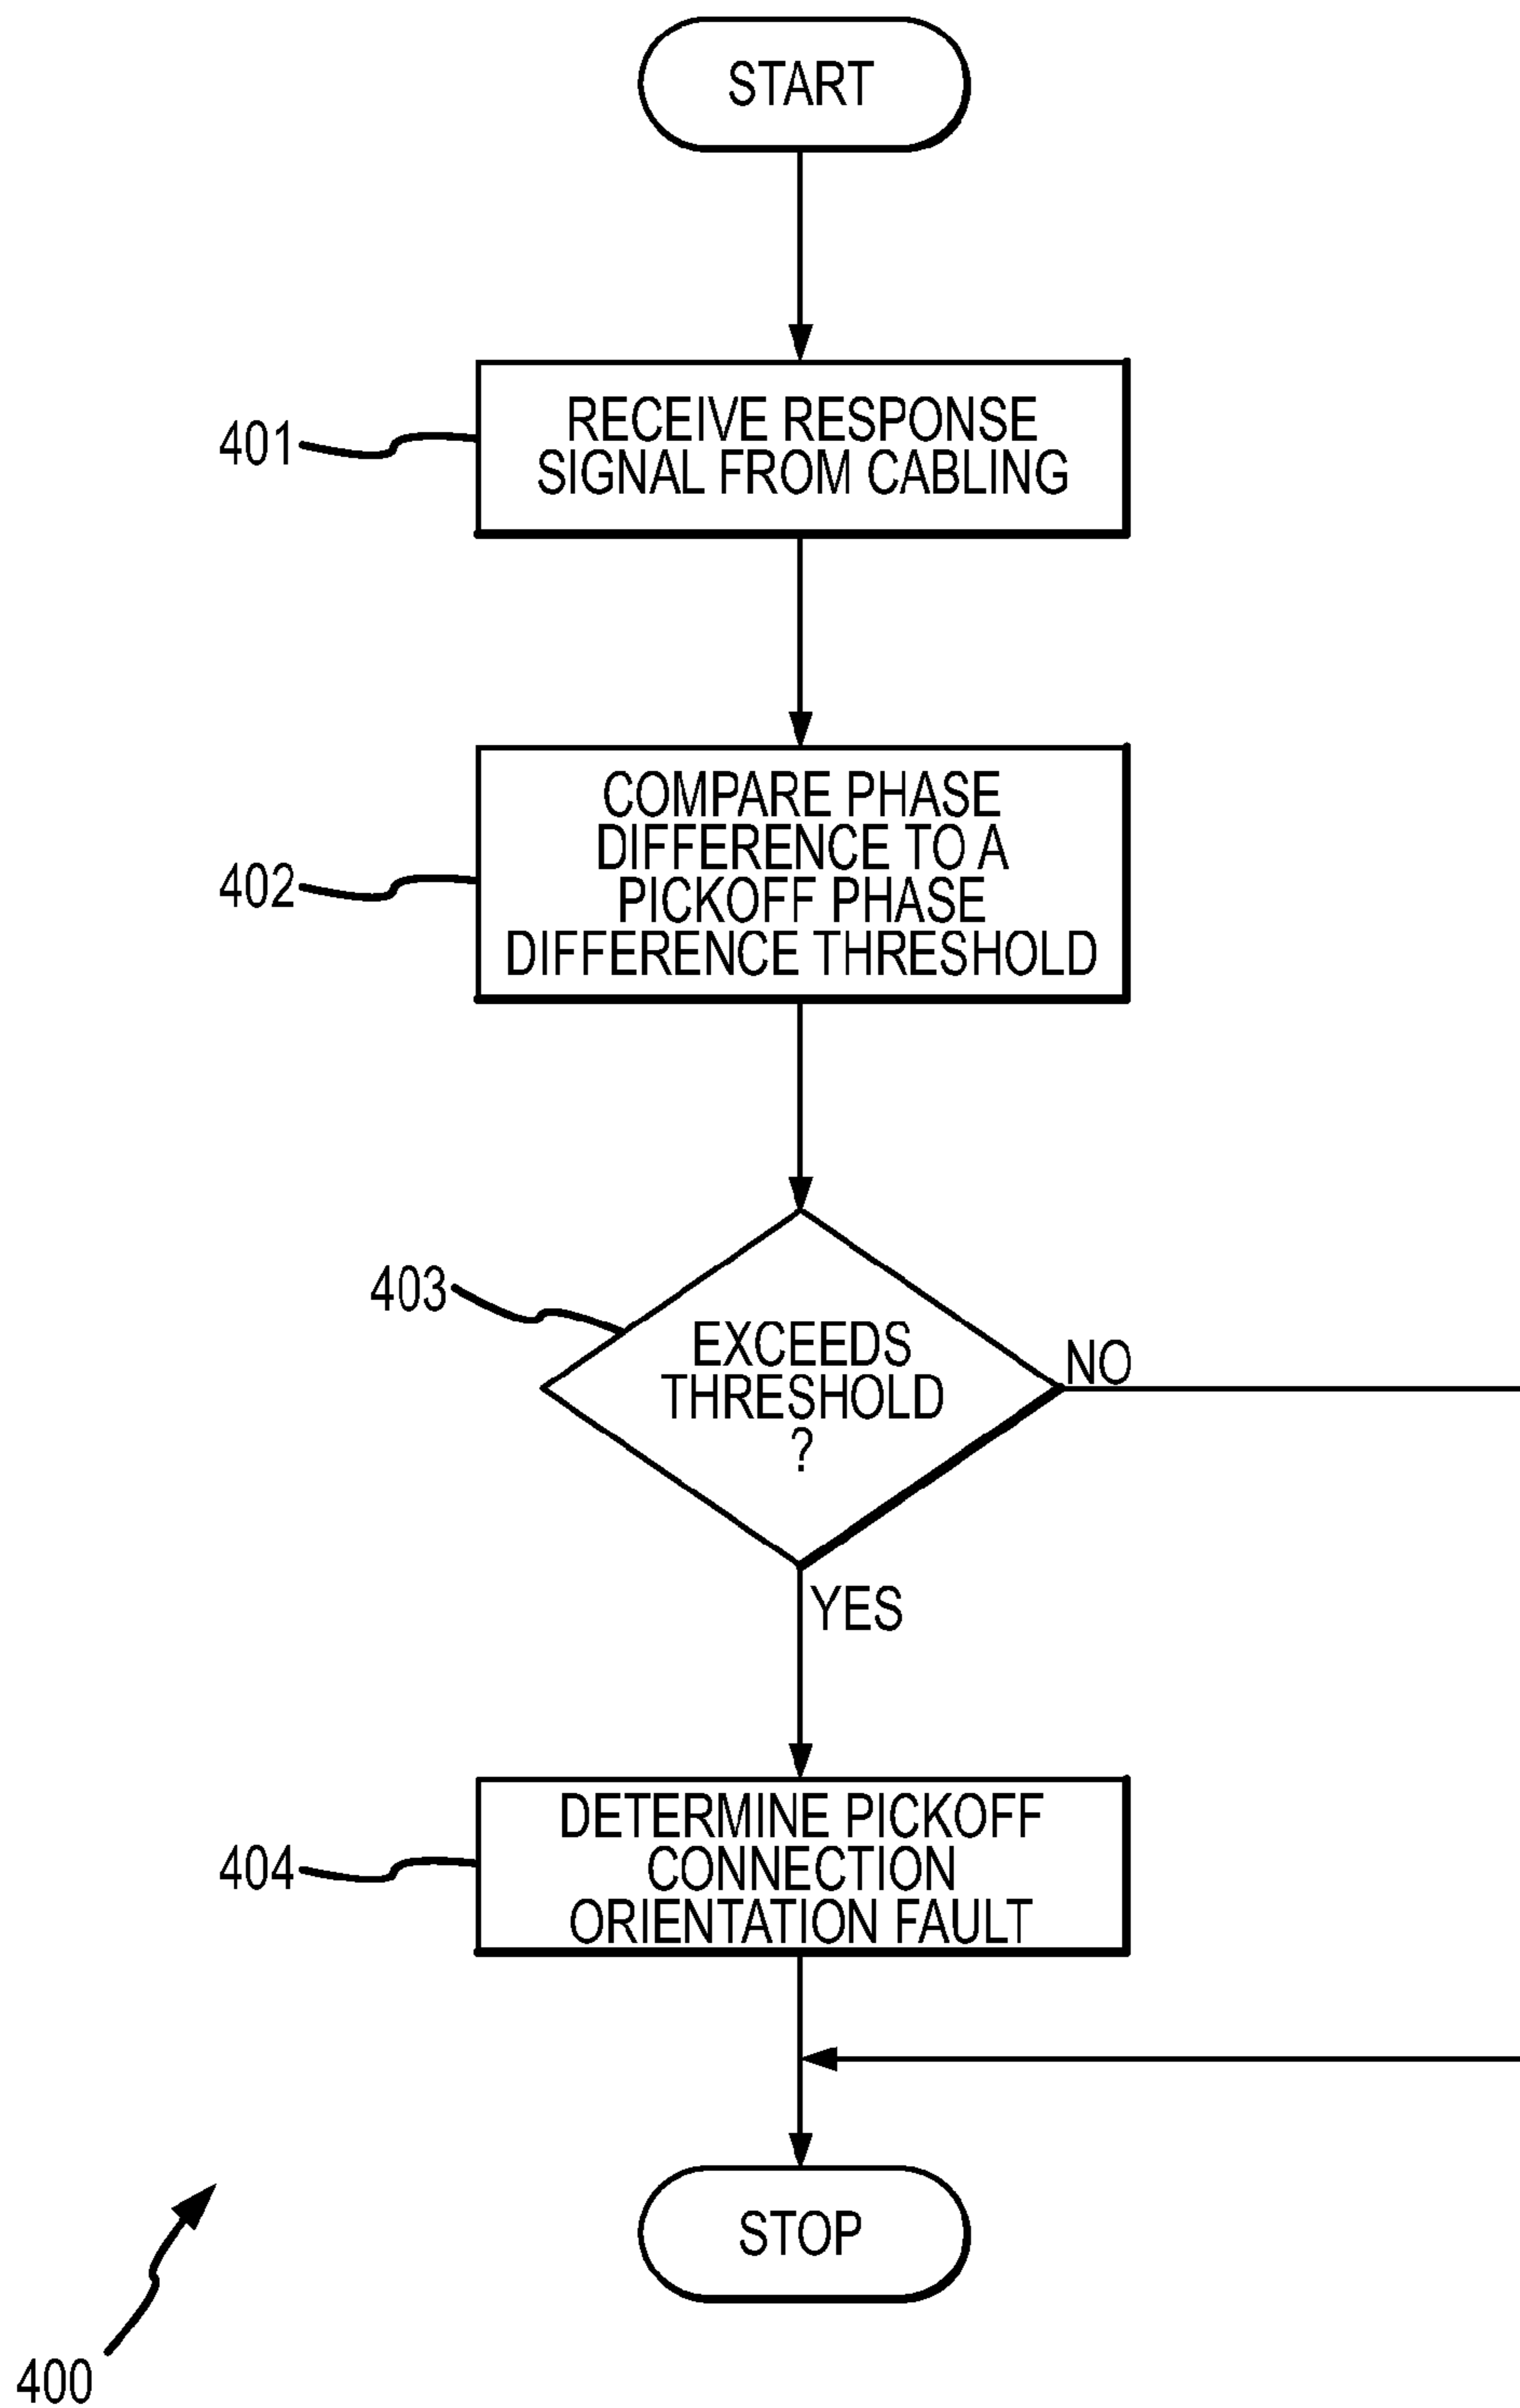 START
401
RECEIVE RESPONSE
SIGNAL FROM CABLING
402
COMPARE PHASE
DIFFERENCE TO A
PICKOFF PHASE
DIFFERENCE THRESHOLD
403
EXCEEDS
THRESHOLD
?
NO
YES
404
DETERMINE PICKOFF
CONNECTION
ORIENTATION FAULT
STOP
400